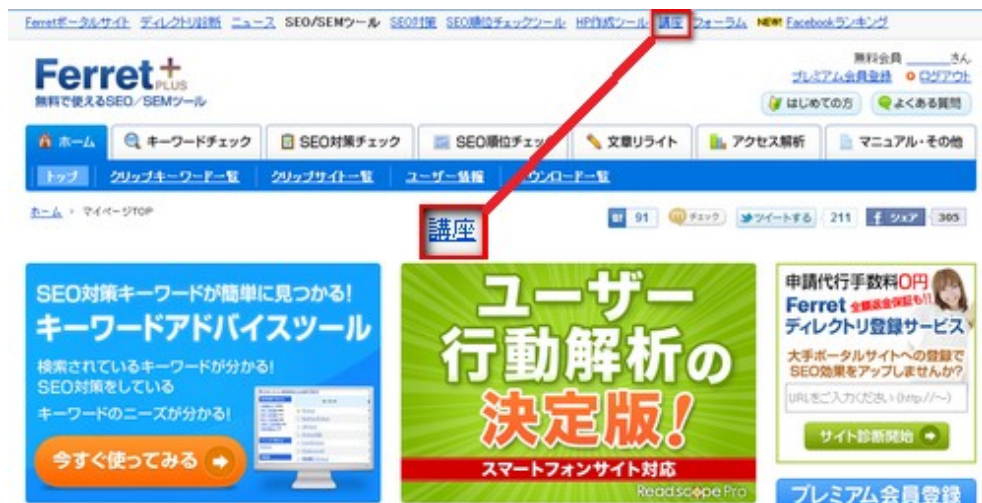 Ferretポータルサイト ディレクトリ診断 ニュース SEO/SEMツール SEO対策 SEO順位チェックツール HP作成ツール 講座 フォーラム NEW! Facebookランキング
Ferret+
PLUS
無料で使えるSEO/SEMツール
無料会員 さん
プレミアム会員登録 ログアウト
はじめての方 よくある質問
ホーム キーワードチェック SEO対策チェック SEO順位チェック 文章リライト アクセス解析 マニュアル・その他
トップ クリップキーワード一覧 クリップサイト一覧 ユーザー情報 ウンロード一覧
ホーム › マイページTOP
91 チェック ツイートする 211 シェア 305
講座
SEO対策キーワードが簡単に見つかる!
キーワードアドバイスツール
検索されているキーワードが分かる!
SEO対策をしている
キーワードのニーズが分かる!
今すぐ使ってみる
ユーザー
行動解析の
決定版!
スマートフォンサイト対応
Readscope Pro
申請代行手数料0円
Ferret 全額返金保証も!!
ディレクトリ登録サービス
大手ポータルサイトへの登録で
SEO効果をアップしませんか?
URLをご入力ください (http://~)
サイト診断開始
プレミアム会員登録